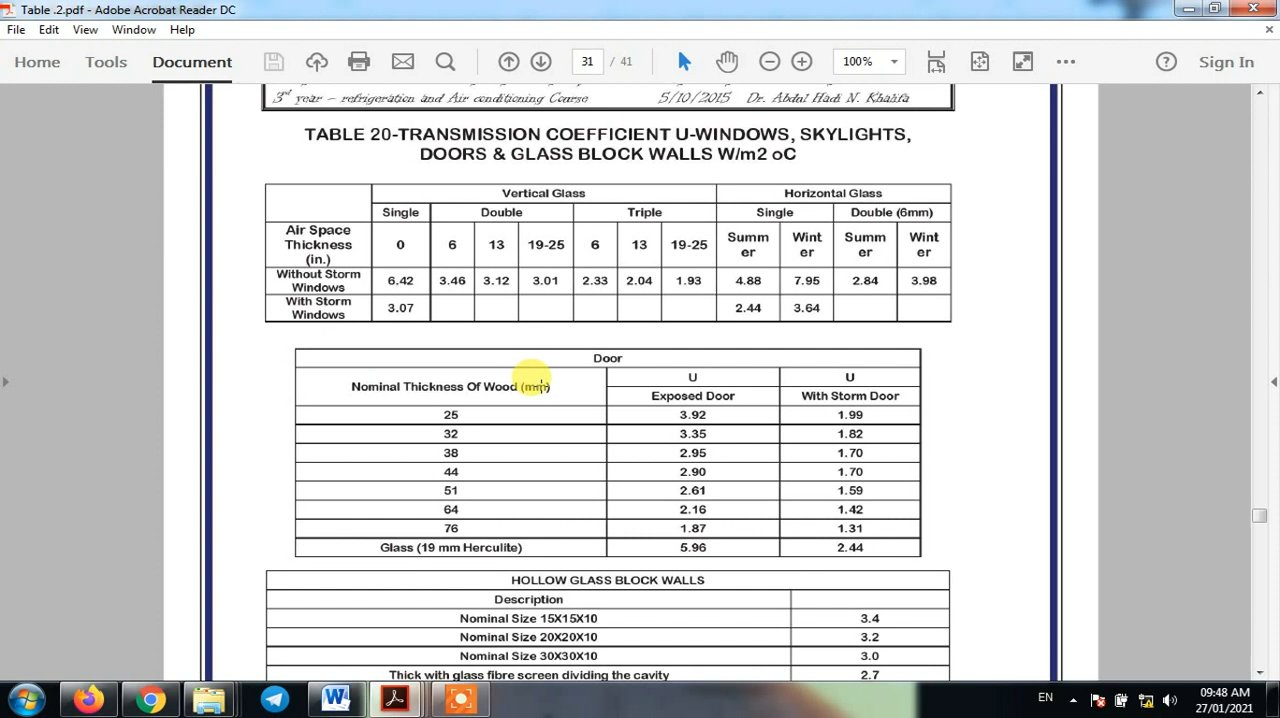 Table .2.pdf - Adobe Acrobat Reader DC
File Edit View Window Help
Home Tools Document 31 / 41 100% Sign In
3rd year – refrigeration and Air conditioning Course 5/10/2015 Dr. Abdul Hadi N. Khalifa
TABLE 20-TRANSMISSION COEFFICIENT U-WINDOWS, SKYLIGHTS,
DOORS & GLASS BLOCK WALLS W/m2 oC
Vertical Glass Horizontal Glass
Single Double Triple Single Double (6mm)
Air Space Thickness (in.) 0 6 13 19-25 6 13 19-25 Summer Winter Summer Winter
Without Storm Windows 6.42 3.46 3.12 3.01 2.33 2.04 1.93 4.88 7.95 2.84 3.98
With Storm Windows 3.07 2.44 3.64
Door
Nominal Thickness Of Wood (mm) U U
Exposed Door With Storm Door
25 3.92 1.99
32 3.35 1.82
38 2.95 1.70
44 2.90 1.70
51 2.61 1.59
64 2.16 1.42
76 1.87 1.31
Glass (19 mm Herculite) 5.96 2.44
HOLLOW GLASS BLOCK WALLS
Description
Nominal Size 15X15X10 3.4
Nominal Size 20X20X10 3.2
Nominal Size 30X30X10 3.0
Thick with glass fibre screen dividing the cavity 2.7
EN 09:48 AM
27/01/2021